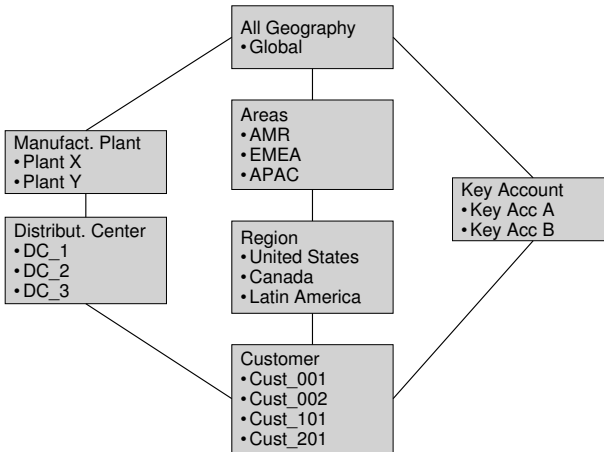 All Geography
•Global
Areas
•AMR
•EMEA
•APAC
Manufact. Plant
•Plant X
•Plant Y
Key Account
•Key Acc A
•Key Acc B
Distribut. Center
•DC_1
•DC_2
•DC_3
Region
•United States
•Canada
•Latin America
Customer
•Cust_001
•Cust_002
•Cust_101
•Cust_201